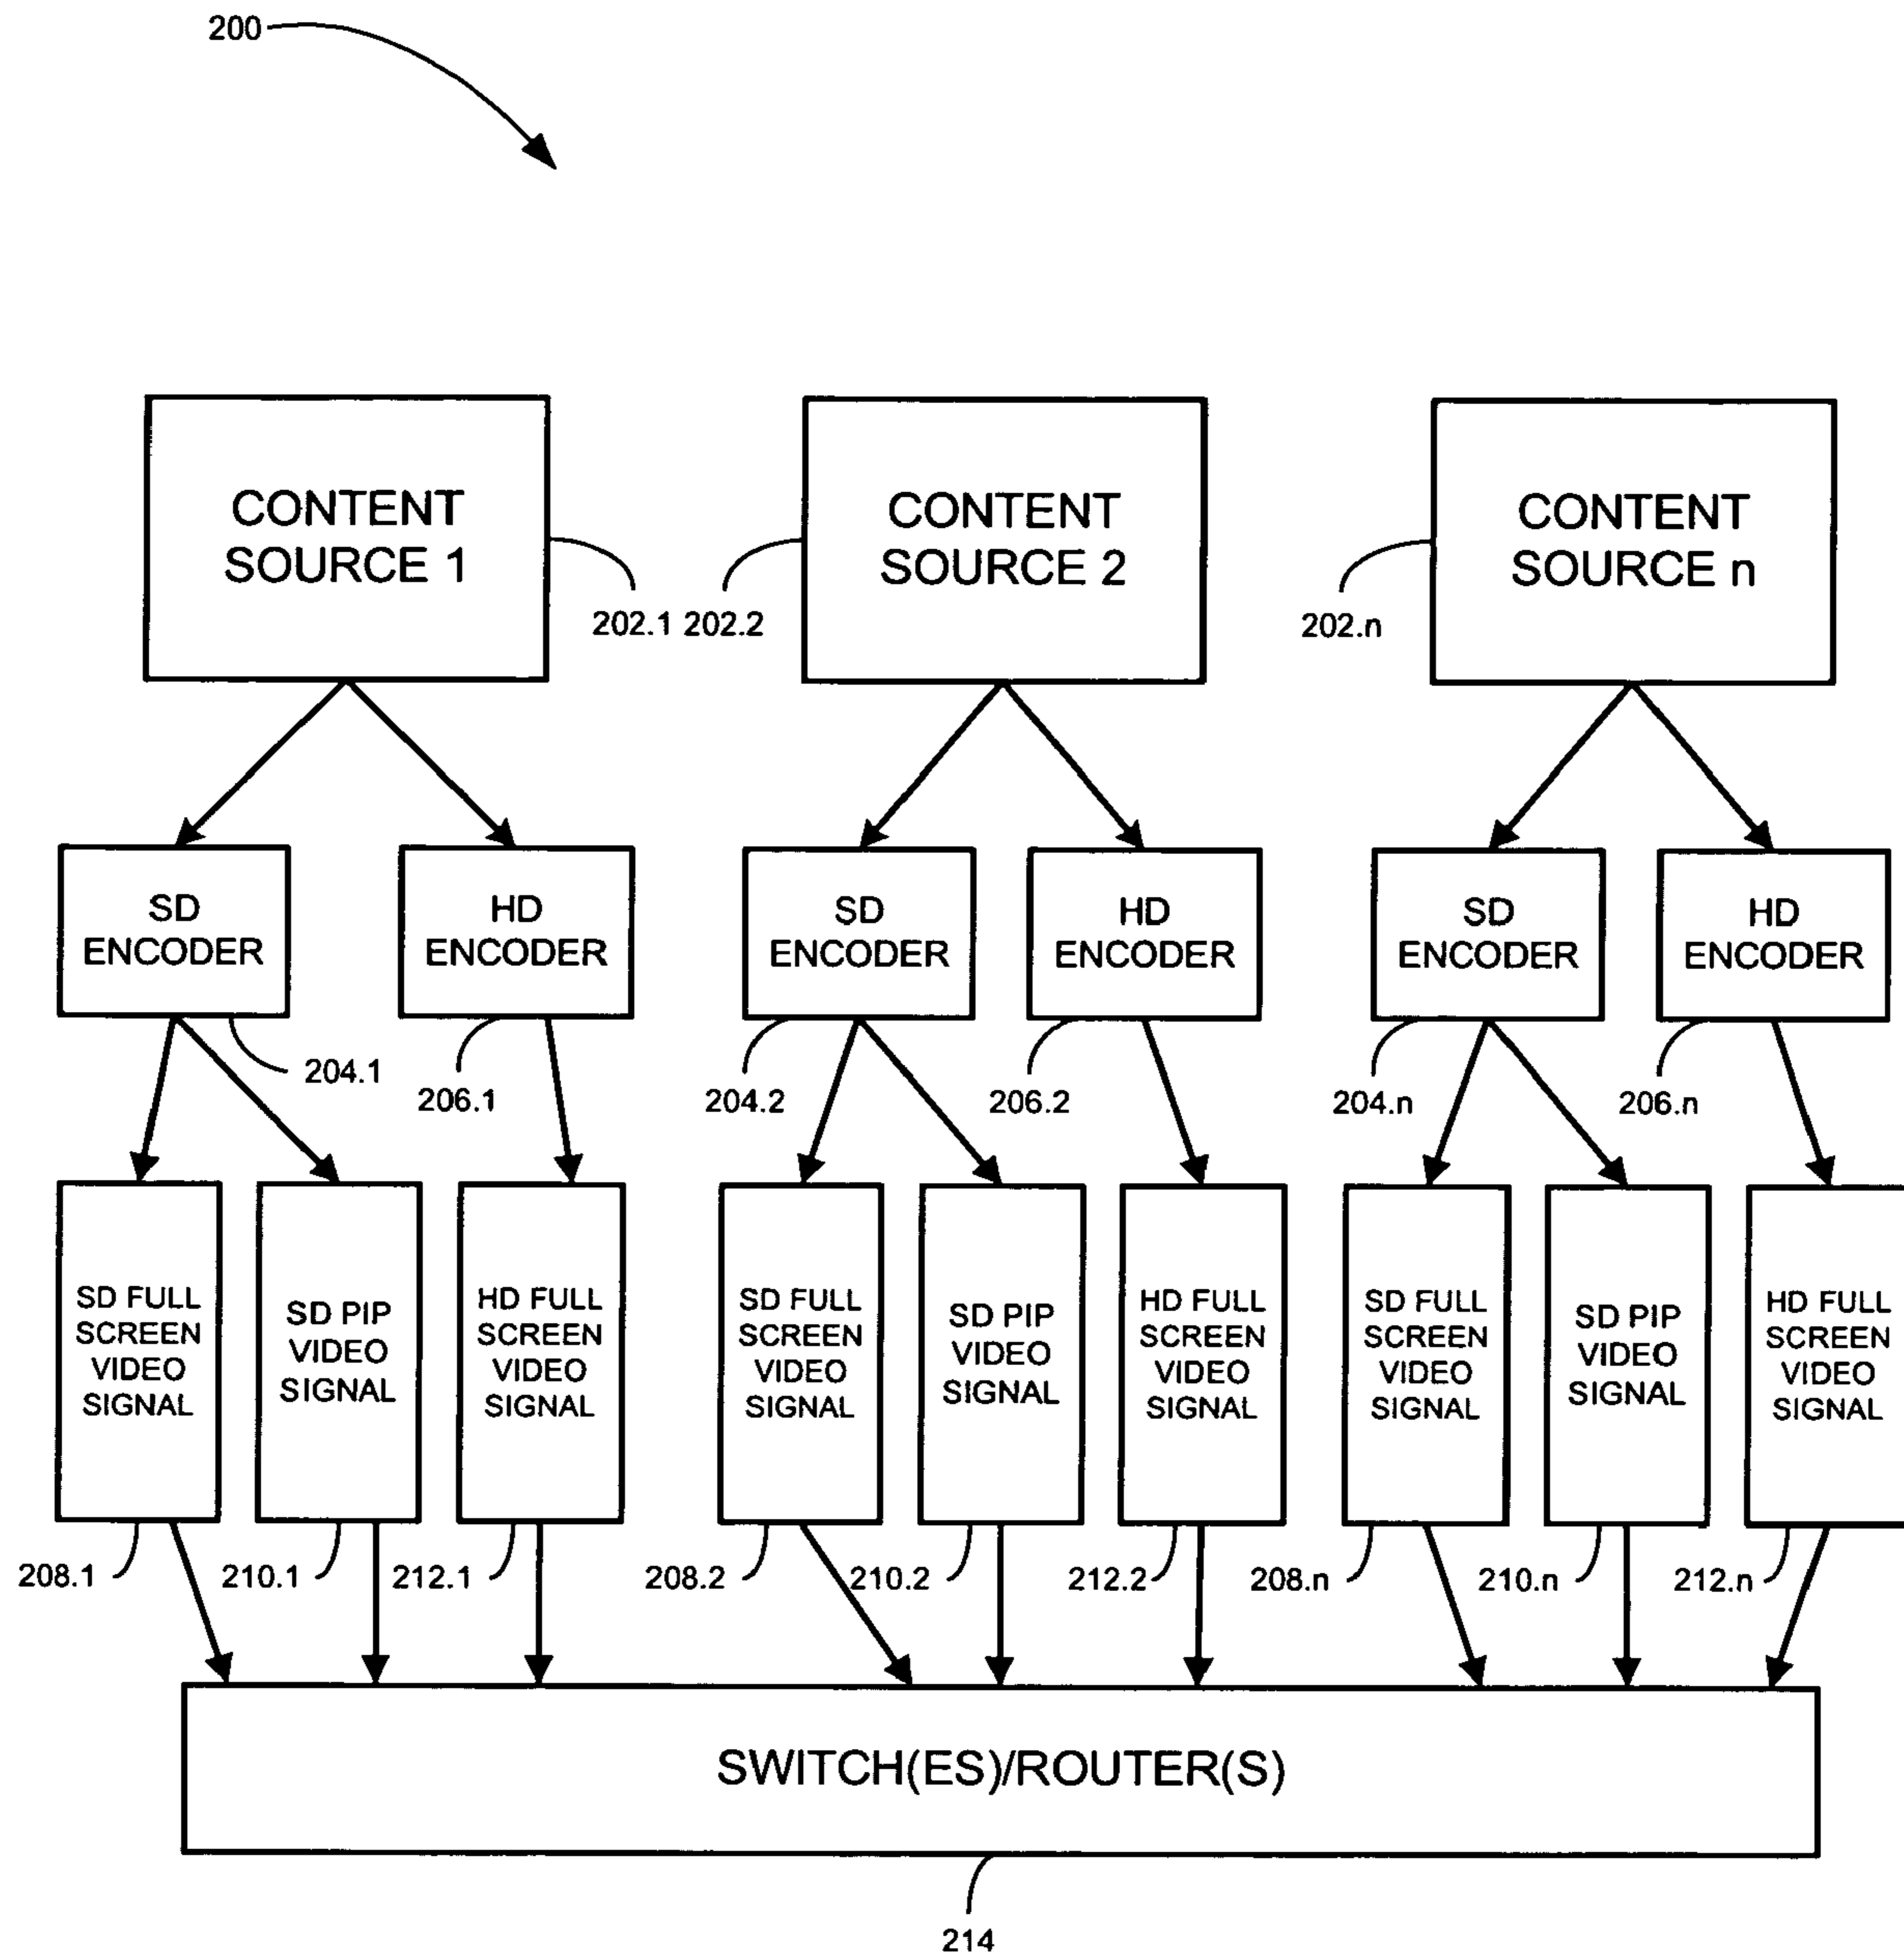 200
CONTENT
SOURCE 1
CONTENT
SOURCE 2
CONTENT
SOURCE n
202.1
202.2
202.n
SD
ENCODER
HD
ENCODER
SD
ENCODER
HD
ENCODER
SD
ENCODER
HD
ENCODER
204.1
206.1
204.2
206.2
204.n
206.n
SD FULL
SCREEN
VIDEO
SIGNAL
SD PIP
VIDEO
SIGNAL
HD FULL
SCREEN
VIDEO
SIGNAL
SD FULL
SCREEN
VIDEO
SIGNAL
SD PIP
VIDEO
SIGNAL
HD FULL
SCREEN
VIDEO
SIGNAL
SD FULL
SCREEN
VIDEO
SIGNAL
SD PIP
VIDEO
SIGNAL
HD FULL
SCREEN
VIDEO
SIGNAL
208.1
210.1
212.1
208.2
210.2
212.2
208.n
210.n
212.n
SWITCH(ES)/ROUTER(S)
214